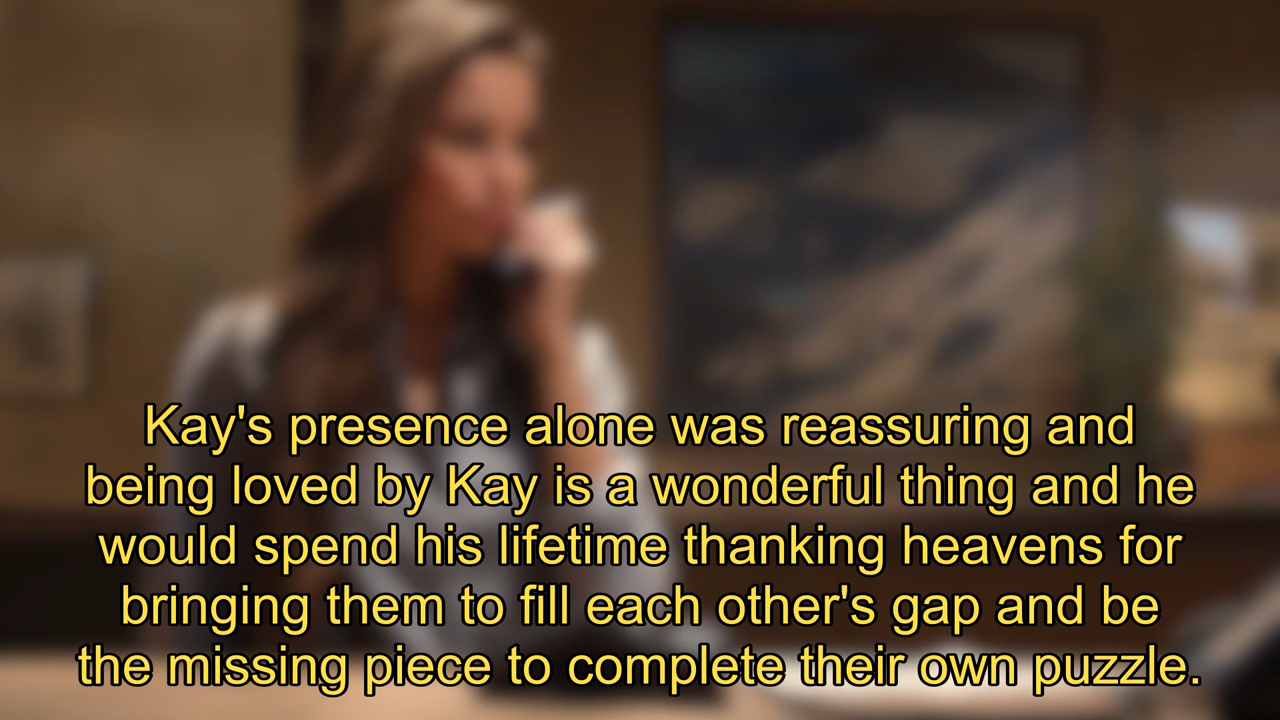 Kay's presence alone was reassuring and
being loved by Kay is a wonderful thing and he
would spend his lifetime thanking heavens for
bringing them to fill each other's gap and be
the missing piece to complete their own puzzle.